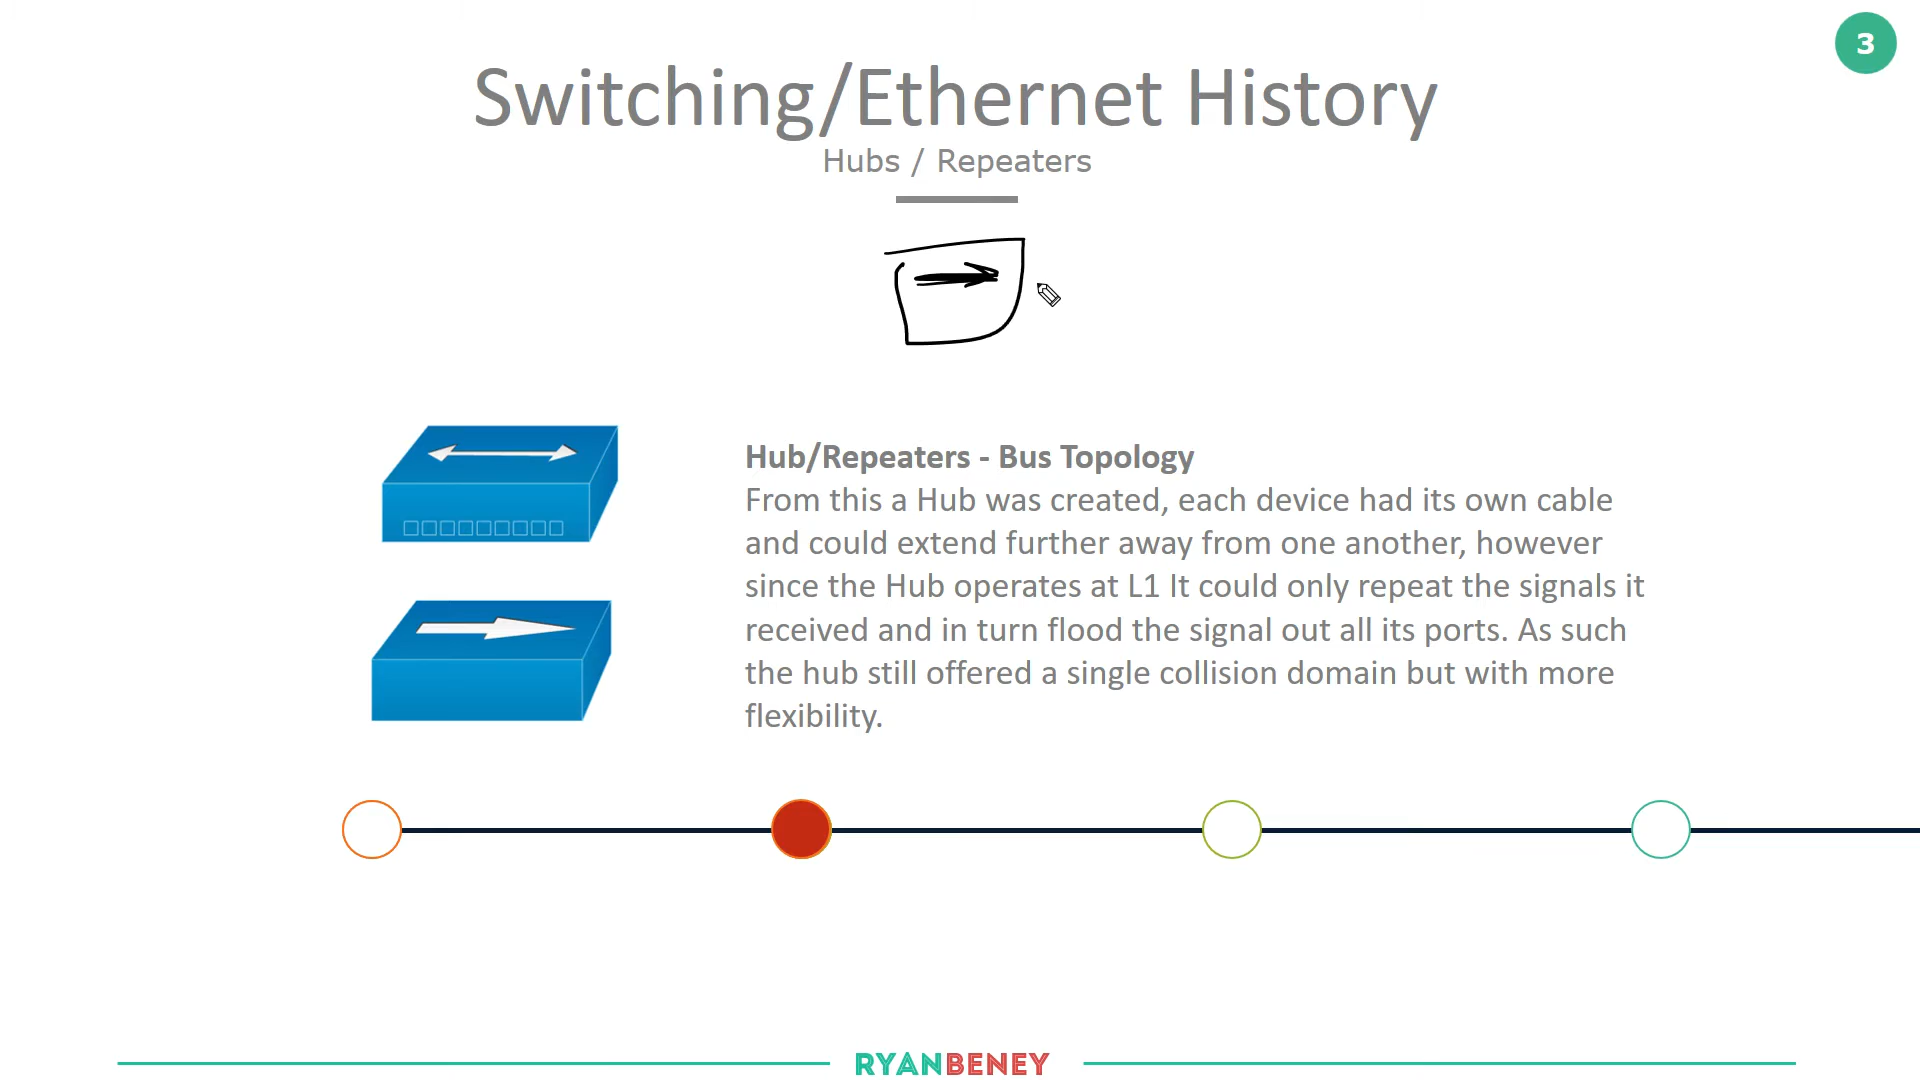 3
Switching/Ethernet History
Hubs / Repeaters
Hub/Repeaters - Bus Topology
From this a Hub was created, each device had its own cable
and could extend further away from one another, however
since the Hub operates at L1 It could only repeat the signals it
received and in turn flood the signal out all its ports. As such
the hub still offered a single collision domain but with more
flexibility.
RYANBENEY